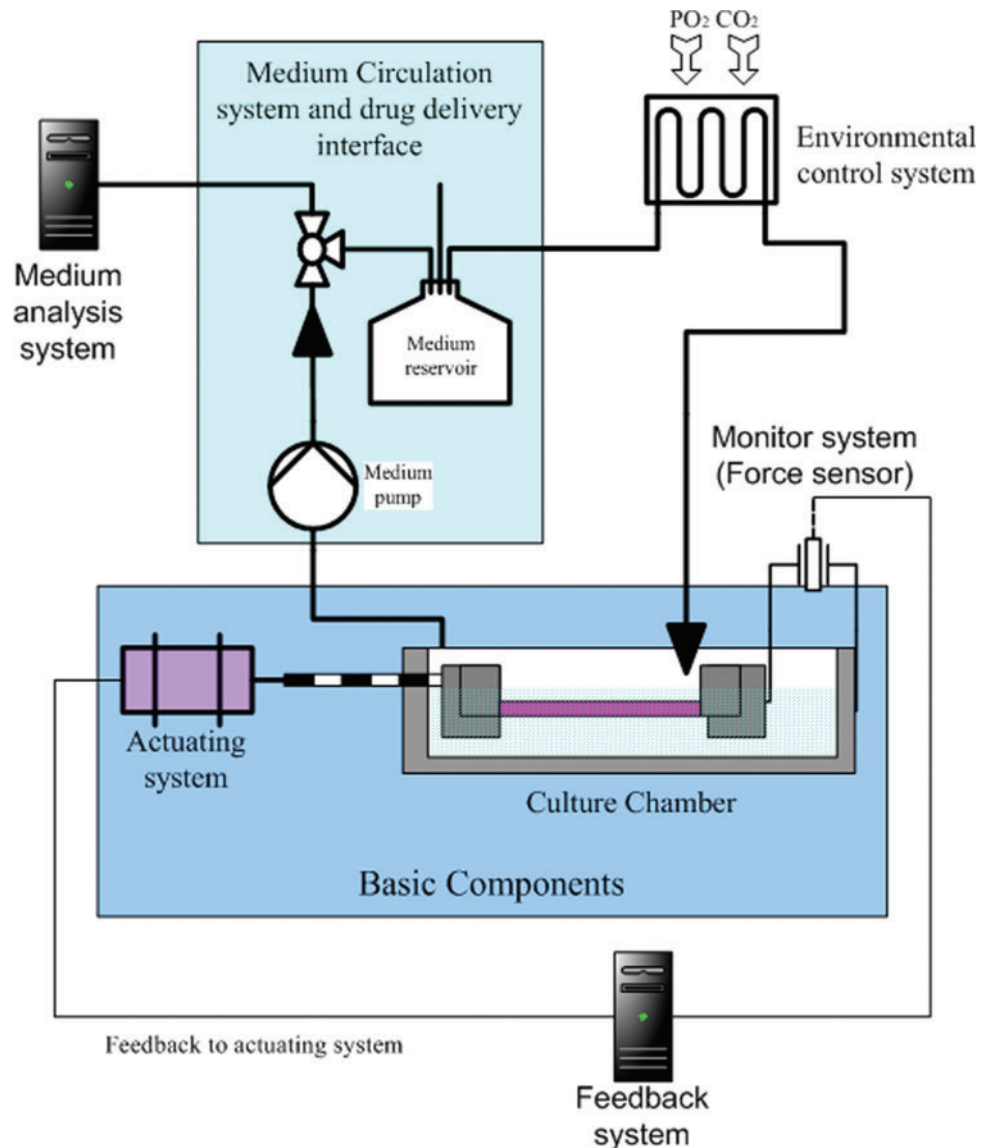 PO₂ CO₂
Medium Circulation
system and drug delivery
interface
Environmental
control system
Medium
analysis
system
Medium
reservoir
Medium
pump
Monitor system
(Force sensor)
Actuating
system
Culture Chamber
Basic Components
Feedback to actuating system
Feedback
system